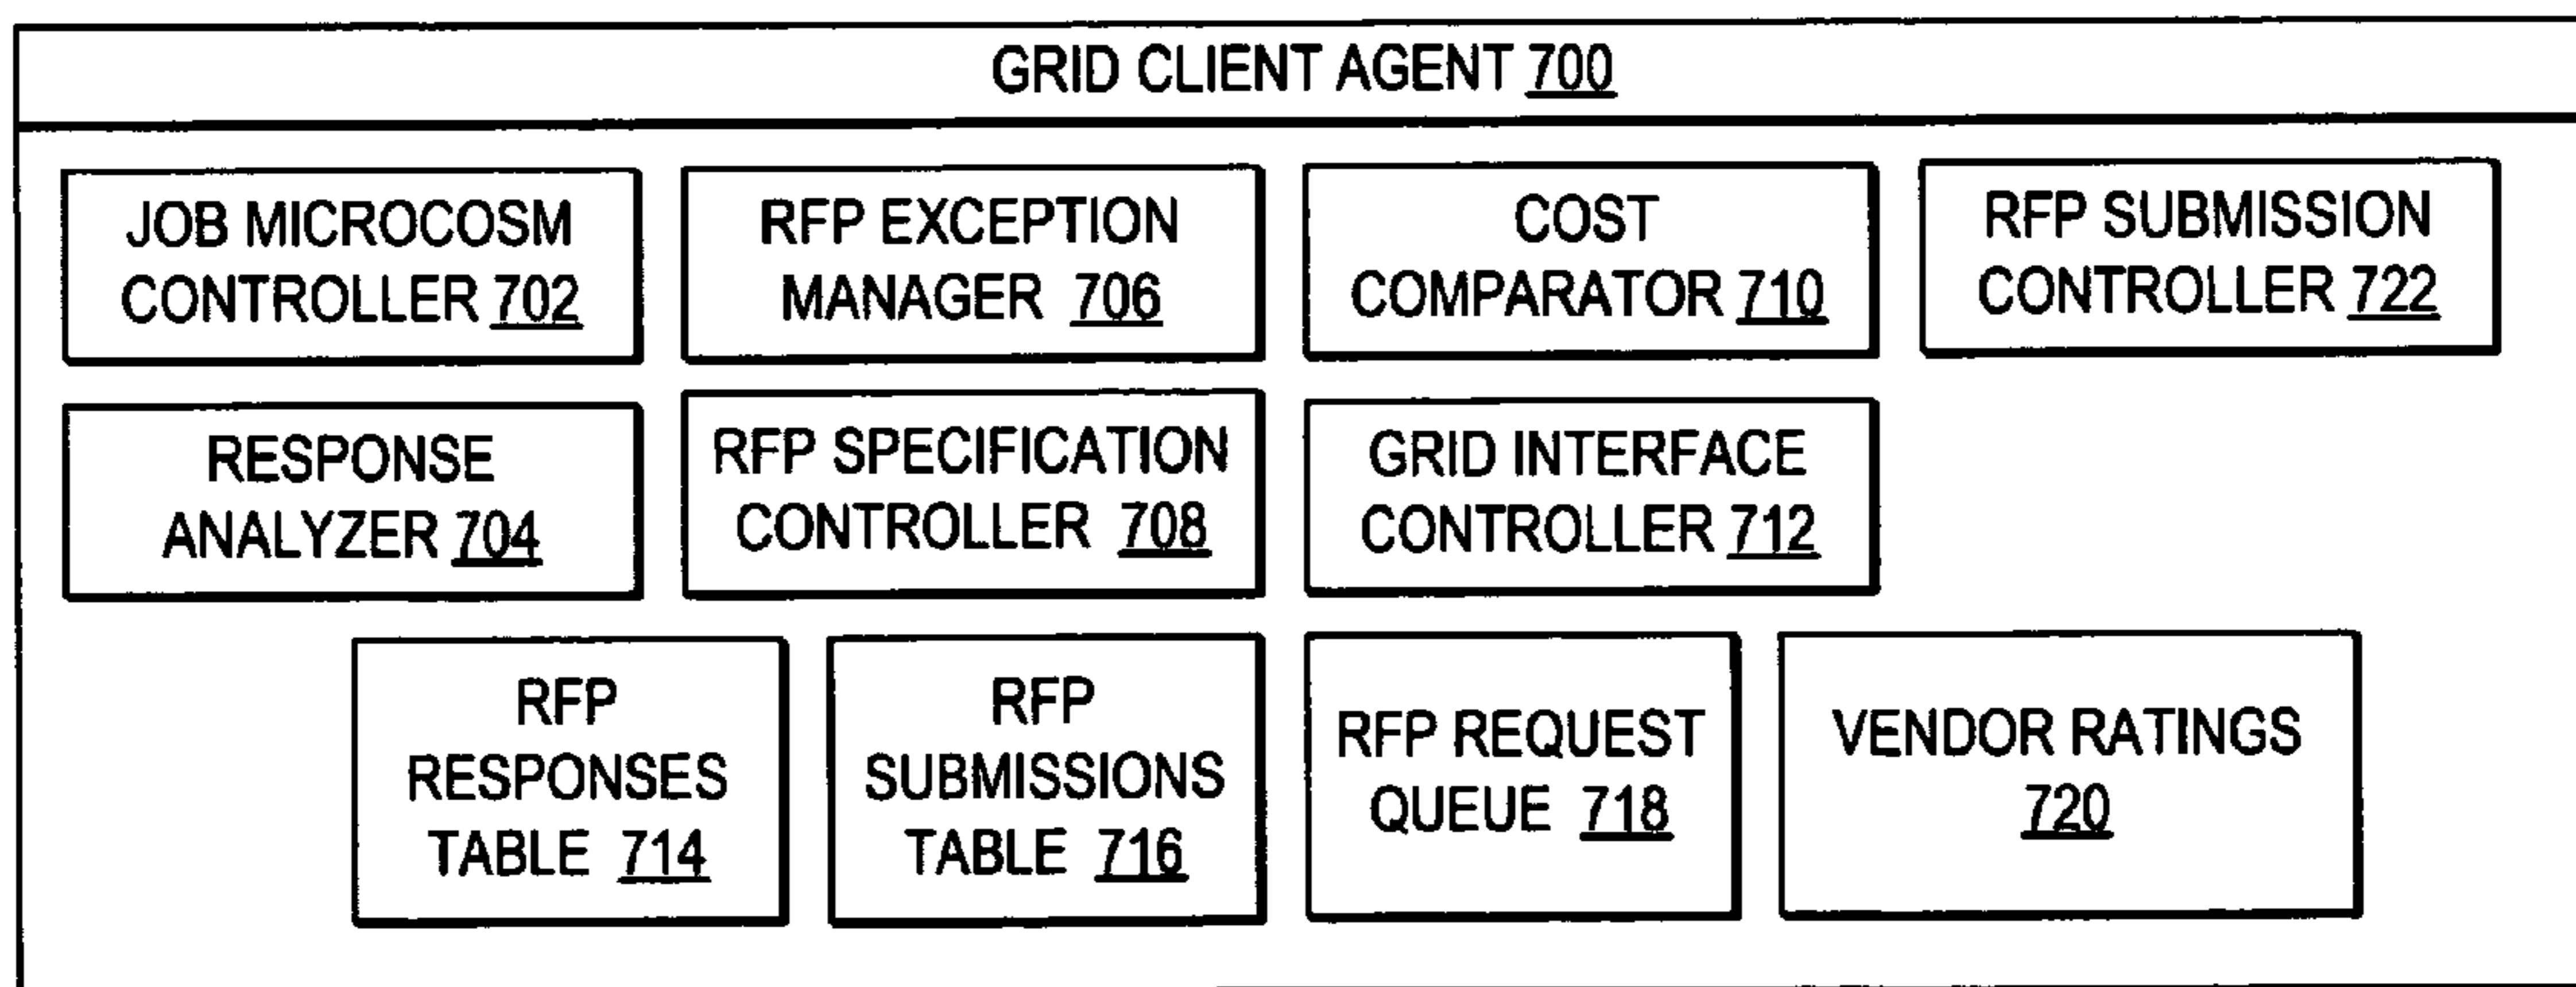 GRID CLIENT AGENT 700
JOB MICROCOSM
CONTROLLER 702
RFP EXCEPTION
MANAGER 706
COST
COMPARATOR 710
RFP SUBMISSION
CONTROLLER 722
RESPONSE
ANALYZER 704
RFP SPECIFICATION
CONTROLLER 708
GRID INTERFACE
CONTROLLER 712
RFP
RESPONSES
TABLE 714
RFP
SUBMISSIONS
TABLE 716
RFP REQUEST
QUEUE 718
VENDOR RATINGS
720